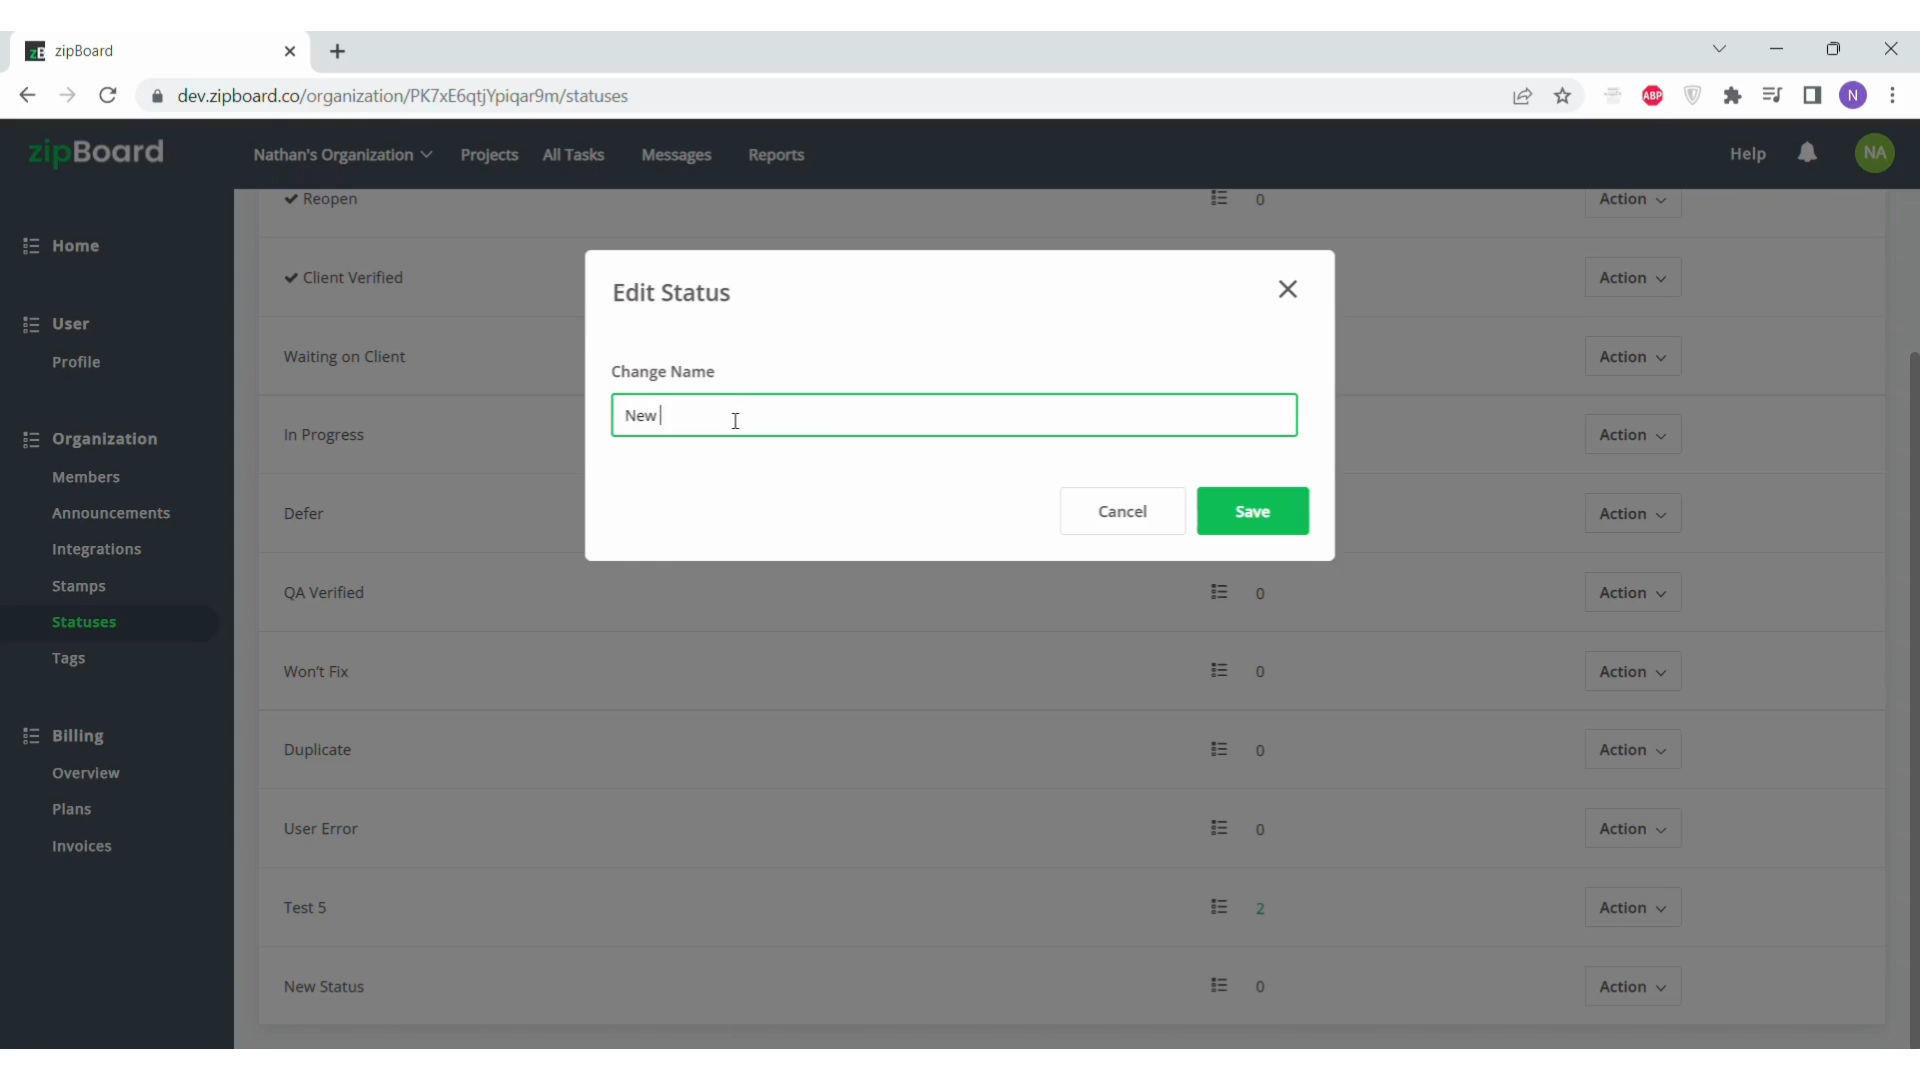 zE zipBoard
dev.zipboard.co/organization/PK7xE6qtjYpiqar9m/statuses
ABP
N
zipBoard
Nathan's Organization
Projects
All Tasks
Messages
Reports
Help
NA
Home
User
Profile
Organization
Members
Announcements
Integrations
Stamps
Statuses
Tags
Billing
Overview
Plans
Invoices
Reopen 0 Action
Client Verified Action
Waiting on Client Action
In Progress Action
Defer Action
QA Verified 0 Action
Won't Fix 0 Action
Duplicate 0 Action
User Error 0 Action
Test 5 2 Action
New Status 0 Action
Edit Status
Change Name
New
Cancel
Save